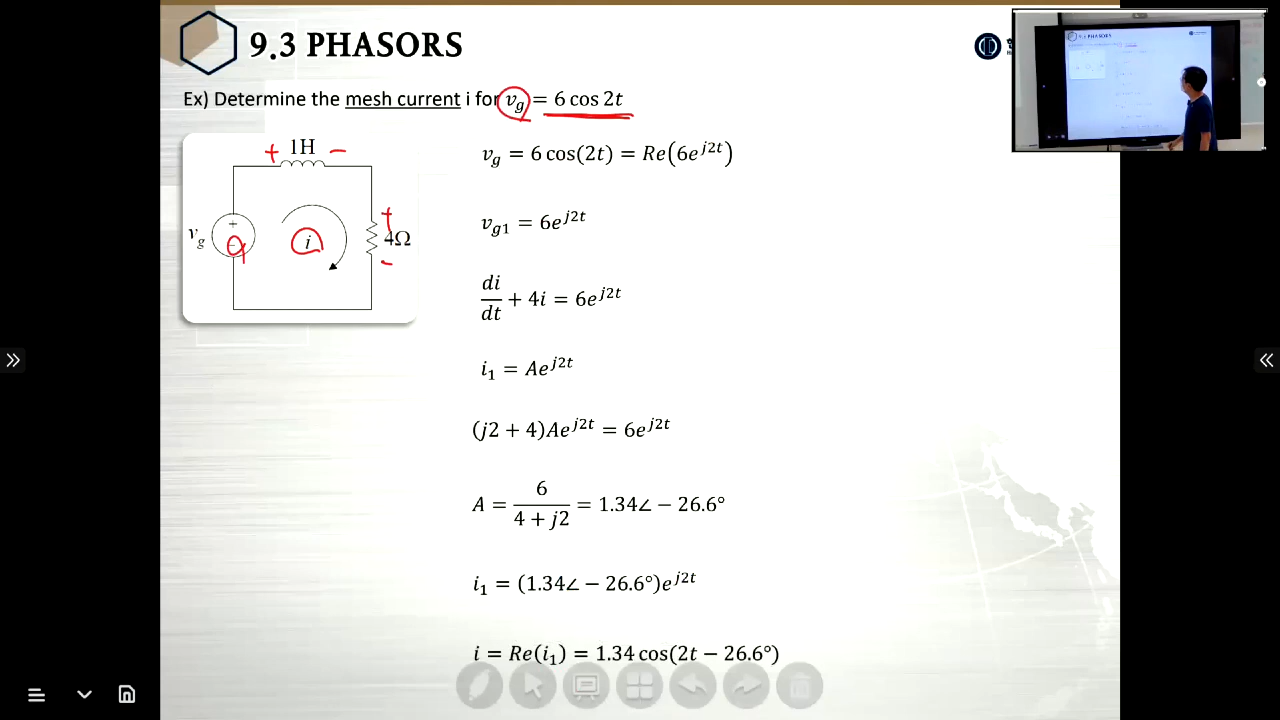 9.3 PHASORS
Ex) Determine the mesh current i for v_g = 6 cos 2t
+ 1H −
v_g = 6 cos(2t) = Re(6e^{j2t})
v_{g1} = 6e^{j2t}
v_g + − i + 4Ω −
di/dt + 4i = 6e^{j2t}
i_1 = Ae^{j2t}
(j2 + 4)Ae^{j2t} = 6e^{j2t}
A = 6/(4 + j2) = 1.34∠ − 26.6°
i_1 = (1.34∠ − 26.6°)e^{j2t}
i = Re(i_1) = 1.34 cos(2t − 26.6°)
9.3 PHASORS